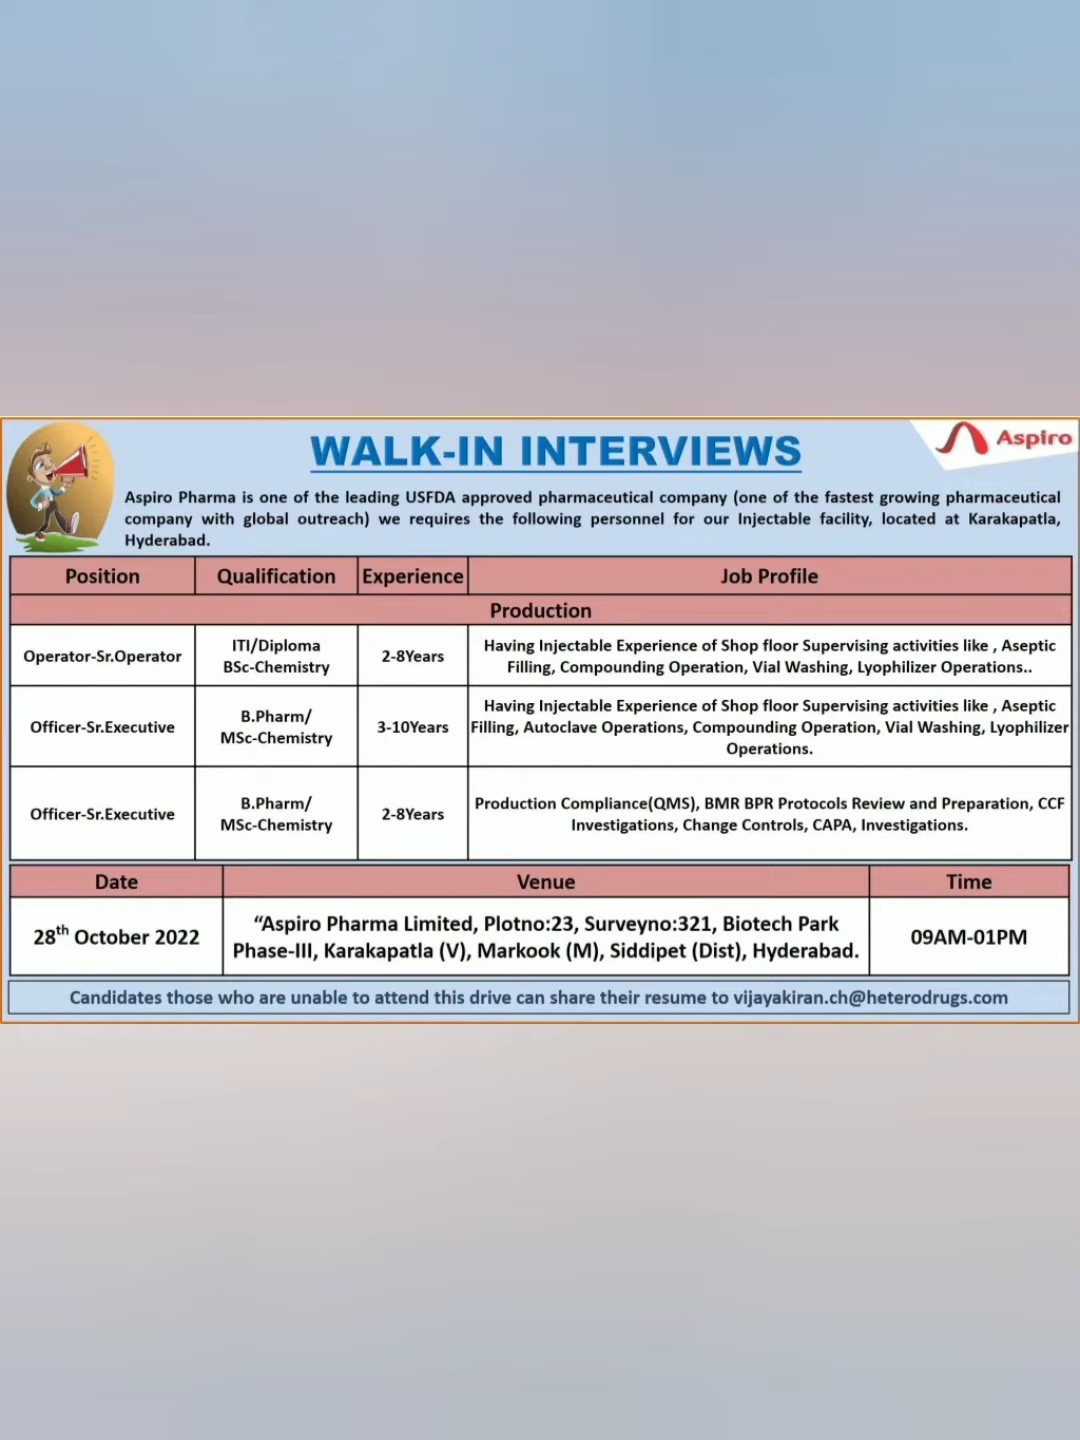 WALK-IN INTERVIEWS
Aspiro
Aspiro Pharma is one of the leading USFDA approved pharmaceutical company (one of the fastest growing pharmaceutical
company with global outreach) we requires the following personnel for our Injectable facility, located at Karakapatla,
Hyderabad.
Position Qualification Experience Job Profile
Production
Operator-Sr.Operator
ITI/Diploma
BSc-Chemistry
2-8Years
Having Injectable Experience of Shop floor Supervising activities like , Aseptic
Filling, Compounding Operation, Vial Washing, Lyophilizer Operations..
Officer-Sr.Executive
B.Pharm/
MSc-Chemistry
3-10Years
Having Injectable Experience of Shop floor Supervising activities like , Aseptic
Filling, Autoclave Operations, Compounding Operation, Vial Washing, Lyophilizer
Operations.
Officer-Sr.Executive
B.Pharm/
MSc-Chemistry
2-8Years
Production Compliance(QMS), BMR BPR Protocols Review and Preparation, CCF
Investigations, Change Controls, CAPA, Investigations.
Date Venue Time
28th October 2022
“Aspiro Pharma Limited, Plotno:23, Surveyno:321, Biotech Park
Phase-III, Karakapatla (V), Markook (M), Siddipet (Dist), Hyderabad.
09AM-01PM
Candidates those who are unable to attend this drive can share their resume to vijayakiran.ch@heterodrugs.com